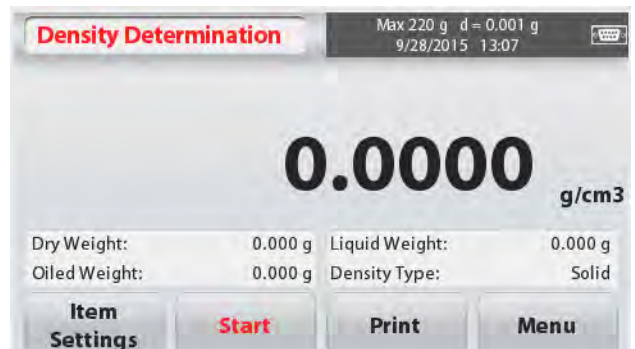 Density Determination
Max 220 g d = 0.001 g
9/28/2015 13:07
0.0000
g/cm3
Dry Weight: 0.000 g Liquid Weight: 0.000 g
Oiled Weight: 0.000 g Density Type: Solid
Item
Settings
Start
Print
Menu